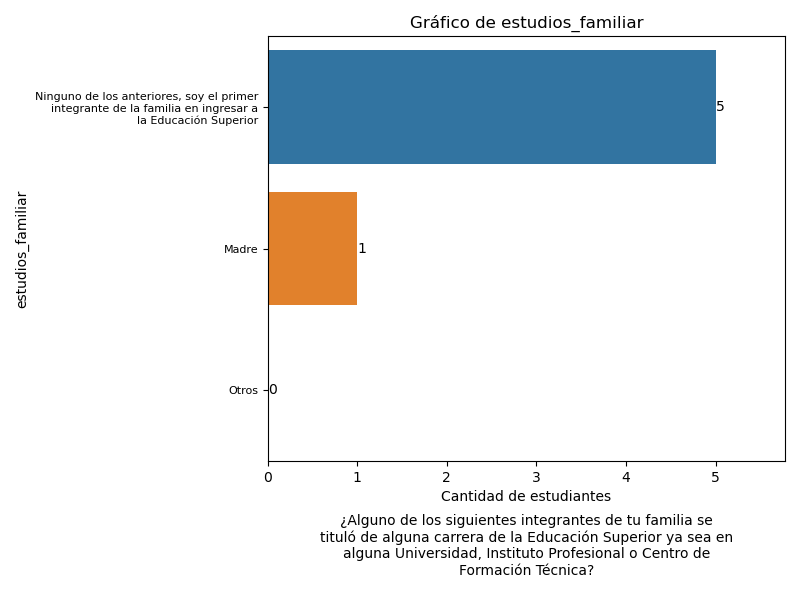 Gráfico de estudios_familiar
estudios_familiar
Ninguno de los anteriores, soy el primer
integrante de la familia en ingresar a
la Educación Superior
5
Madre
1
Otros
0
0 1 2 3 4 5
Cantidad de estudiantes
¿Alguno de los siguientes integrantes de tu familia se
tituló de alguna carrera de la Educación Superior ya sea en
alguna Universidad, Instituto Profesional o Centro de
Formación Técnica?